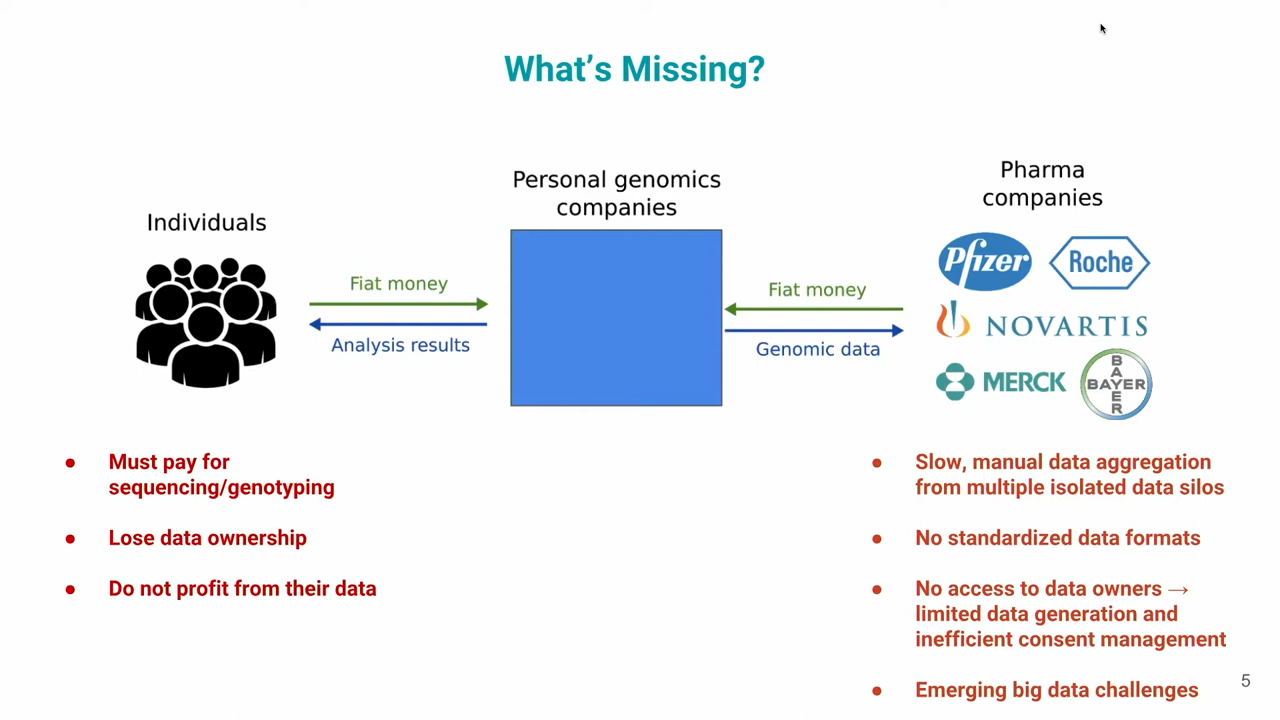 What's Missing?
Individuals
Personal genomics
companies
Pharma
companies
Fiat money
Analysis results
Fiat money
Genomic data
Pfizer
Roche
NOVARTIS
MERCK
BAYER
BAYER
● Must pay for
sequencing/genotyping
● Lose data ownership
● Do not profit from their data
● Slow, manual data aggregation
from multiple isolated data silos
● No standardized data formats
● No access to data owners →
limited data generation and
inefficient consent management
● Emerging big data challenges
5